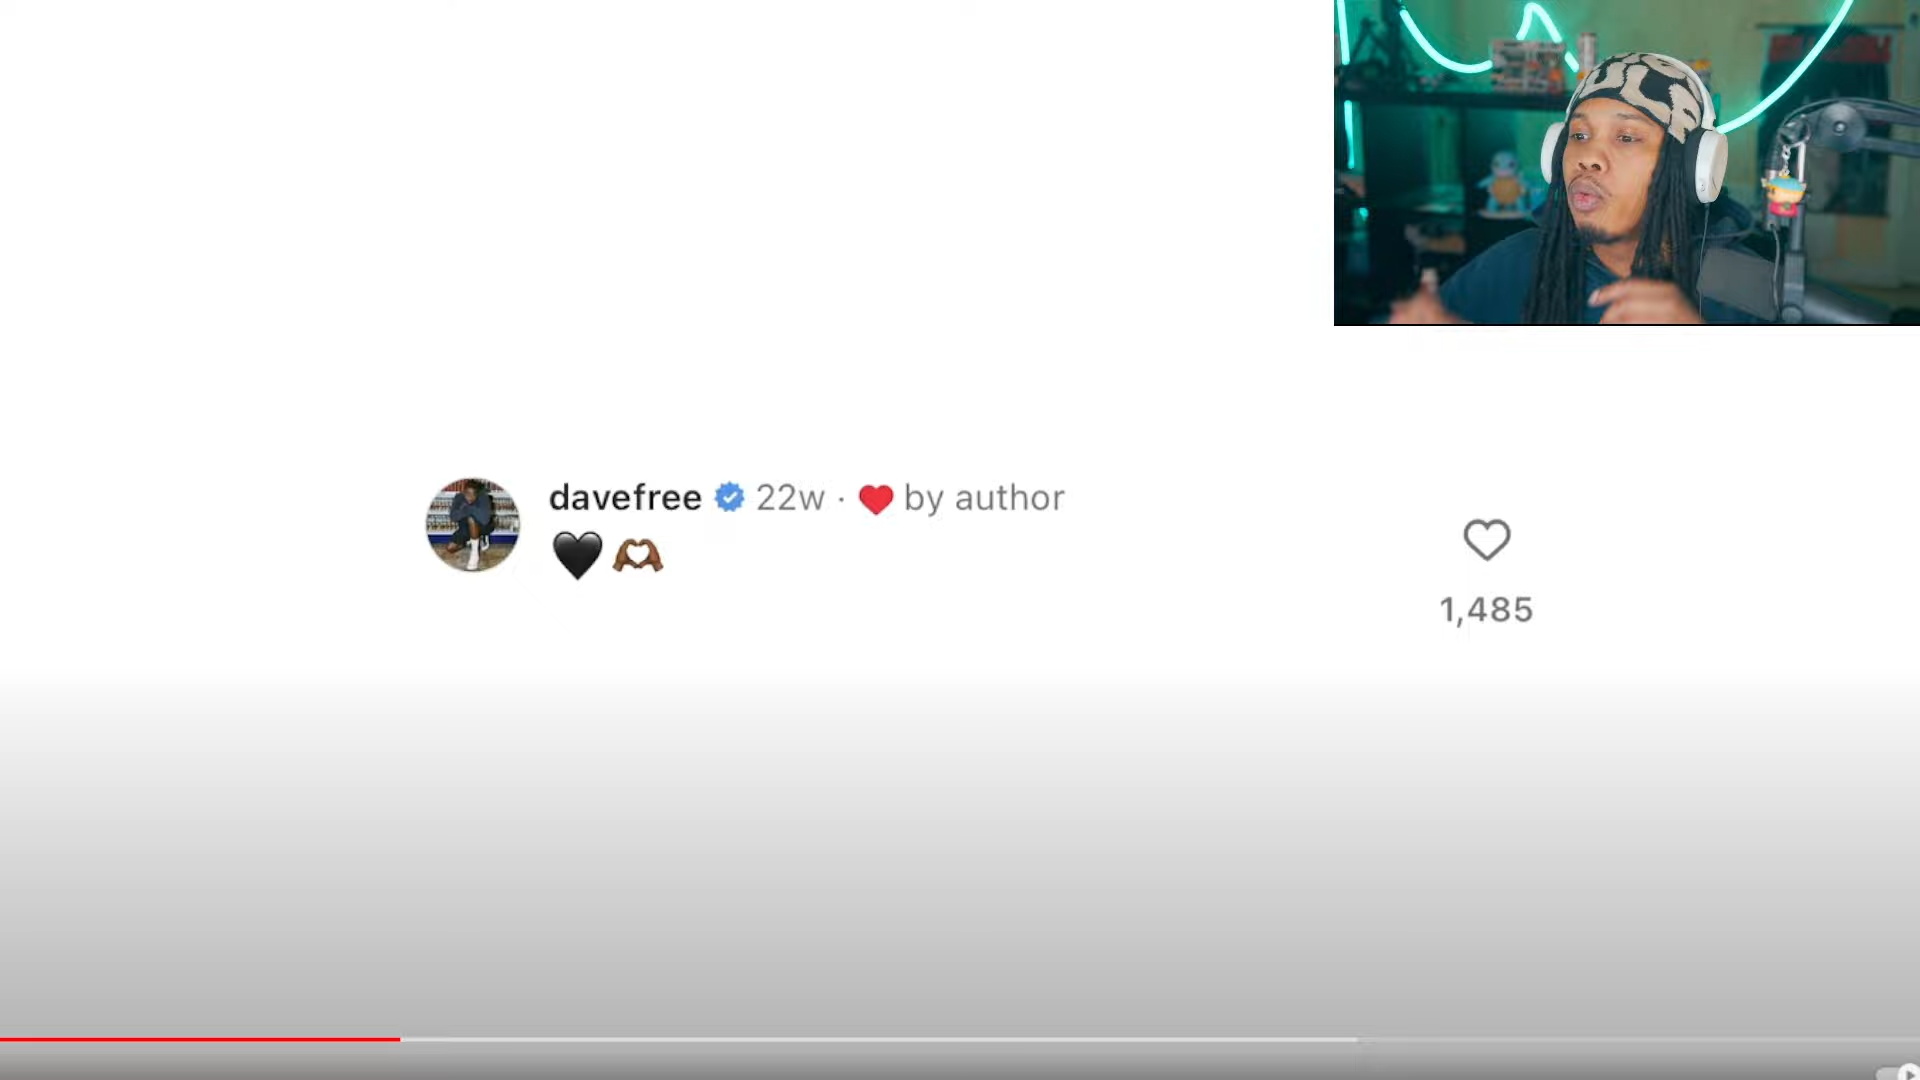 davefree 22w · ❤️ by author
🖤 🫶🏾
1,485